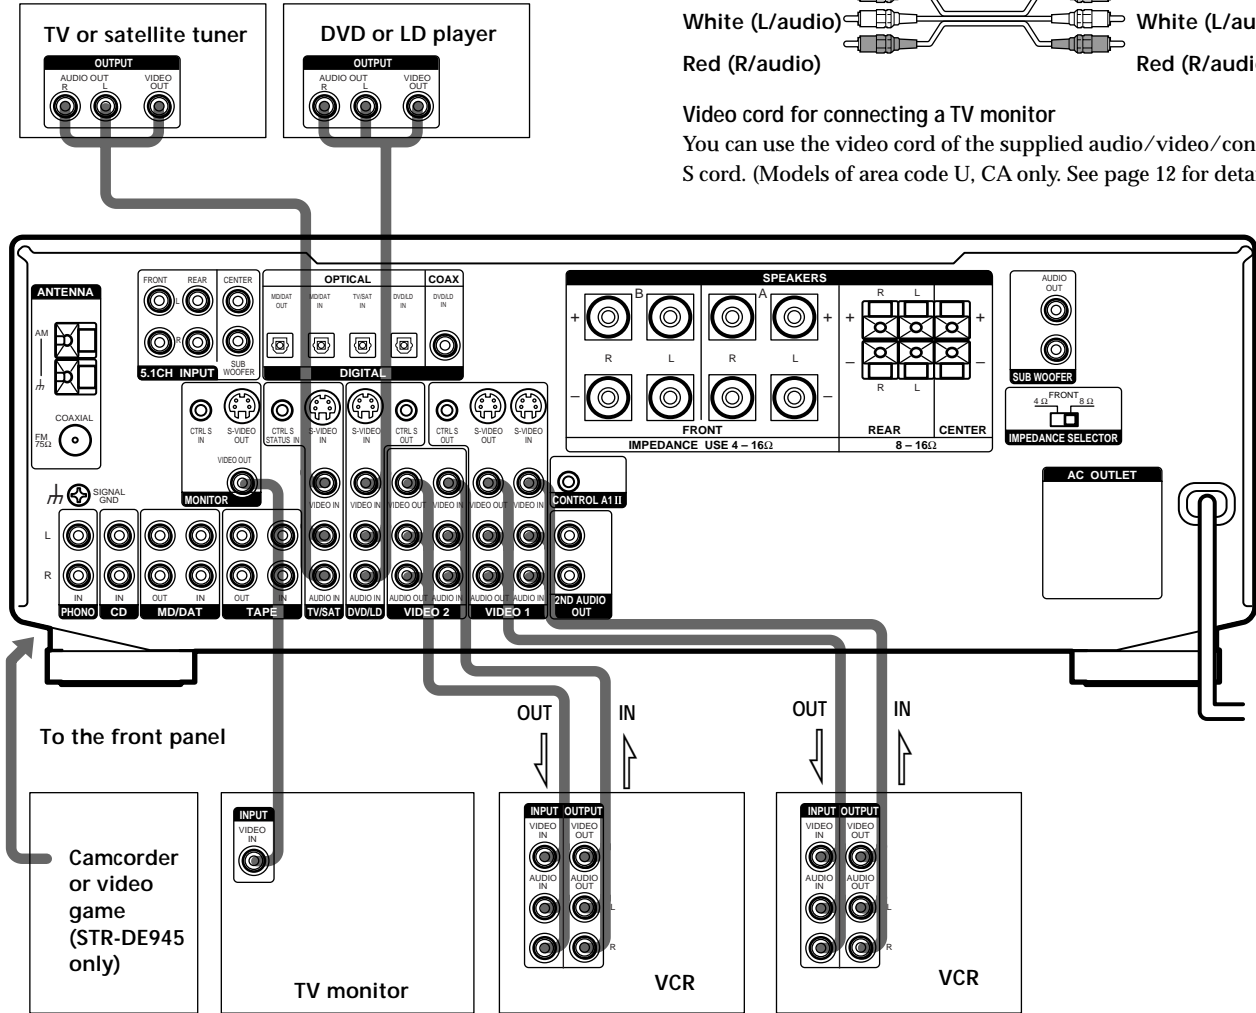 White (L/audio)
White (L/au
Red (R/audio)
Red (R/audi
Video cord for connecting a TV monitor
You can use the video cord of the supplied audio/video/con
S cord. (Models of area code U, CA only. See page 12 for deta
TV or satellite tuner
OUTPUT
AUDIO OUT
R L
VIDEO
OUT
DVD or LD player
OUTPUT
AUDIO OUT
R L
VIDEO
OUT
ANTENNA
AM
COAXIAL
FM
75Ω
SIGNAL
GND
FRONT REAR CENTER
L
R
SUB
WOOFER
5.1CH INPUT
OPTICAL COAX
MD/DAT
OUT
MD/DAT
IN
TV/SAT
IN
DVD/LD
IN
DVD/LD
IN
DIGITAL
SPEAKERS
B A
+ +
R L R L
– –
FRONT
IMPEDANCE USE 4 – 16Ω
R L
+ +
– –
R L
REAR CENTER
8 – 16Ω
AUDIO
OUT
SUB WOOFER
FRONT
4 Ω 8 Ω
IMPEDANCE SELECTOR
AC OUTLET
CTRL S
IN
S-VIDEO
OUT
VIDEO OUT
MONITOR
CTRL S
STATUS IN
S-VIDEO
IN
S-VIDEO
IN
CTRL S
OUT
CTRL S
OUT
S-VIDEO
OUT
S-VIDEO
IN
VIDEO IN VIDEO IN VIDEO OUT VIDEO IN VIDEO OUT VIDEO IN
CONTROL A1 II
L
R
IN IN OUT IN OUT IN AUDIO IN AUDIO IN AUDIO OUT AUDIO IN AUDIO OUT AUDIO IN
PHONO CD MD/DAT TAPE TV/SAT DVD/LD VIDEO 2 VIDEO 1
2ND AUDIO
OUT
To the front panel
OUT IN
OUT IN
Camcorder
or video
game
(STR-DE945
only)
INPUT
VIDEO
IN
TV monitor
INPUT OUTPUT
VIDEO
IN
VIDEO
OUT
AUDIO
IN
AUDIO
OUT
L
R
VCR
INPUT OUTPUT
VIDEO
IN
VIDEO
OUT
AUDIO
IN
AUDIO
OUT
L
R
VCR